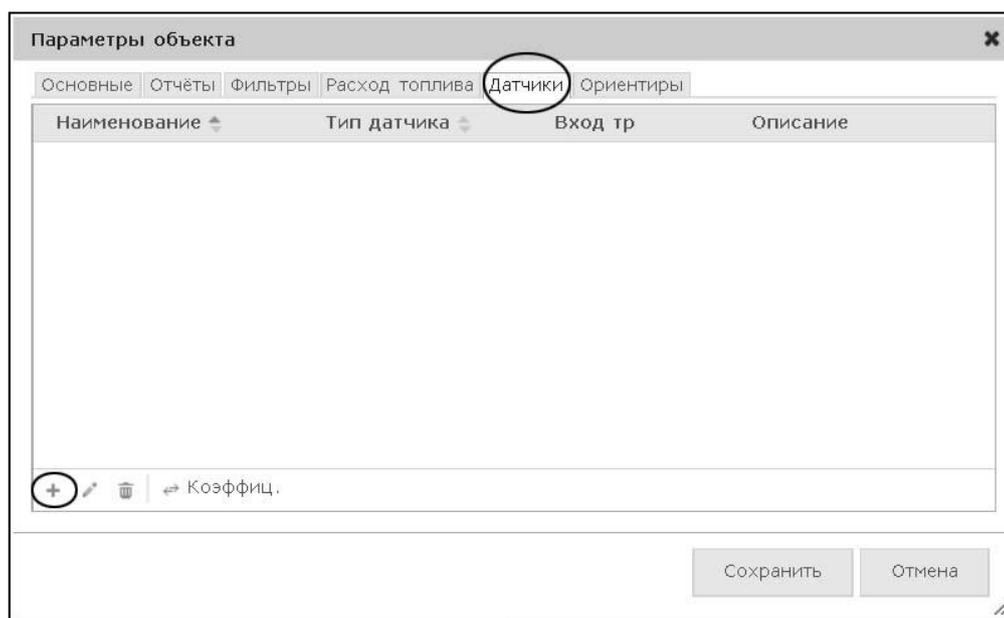 Параметры объекта
Основные Отчёты Фильтры Расход топлива Датчики Ориентиры
Наименование Тип датчика Вход тр Описание
Коэффиц.
Сохранить Отмена